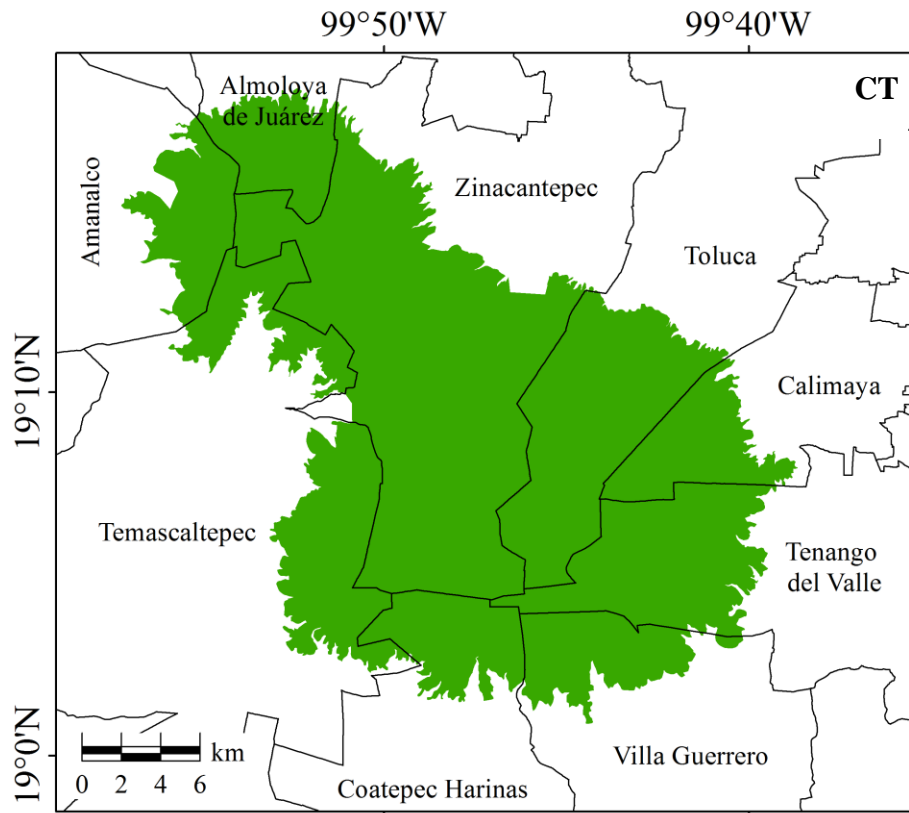 99°50'W
99°40'W
CT
Almoloya
de Juárez
Zinacantepec
Amanalco
Toluca
19°10'N
Calimaya
Temascaltepec
Tenango
del Valle
19°0'N
km
0 2 4 6
Villa Guerrero
Coatepec Harinas